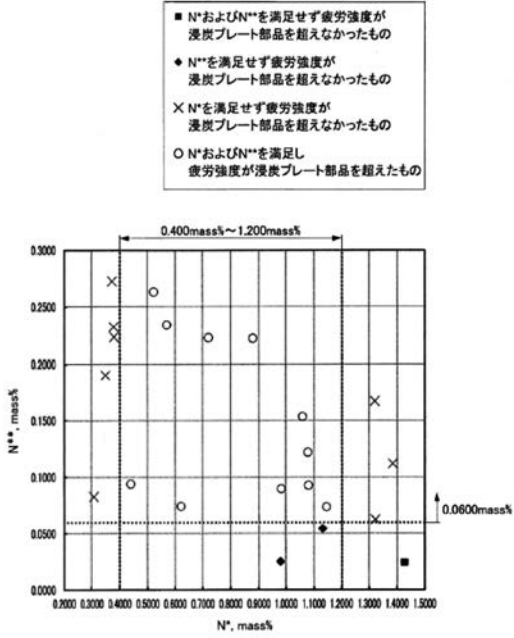 ■ N*およびN**を満足せず疲労強度が
浸炭プレート部品を超えなかったもの
◆ N**を満足せず疲労強度が
浸炭プレート部品を超えなかったもの
× N*を満足せず疲労強度が
浸炭プレート部品を超えなかったもの
○ N*およびN**を満足し
疲労強度が浸炭プレート部品を超えたもの
0.400mass%～1.200mass%
0.3000
0.2500
0.2000
0.1500
0.1000
0.0500
0.0000
N**, mass%
0.0600mass%
0.2000 0.3000 0.4000 0.5000 0.6000 0.7000 0.8000 0.9000 1.0000 1.1000 1.2000 1.3000 1.4000 1.5000
N*, mass%